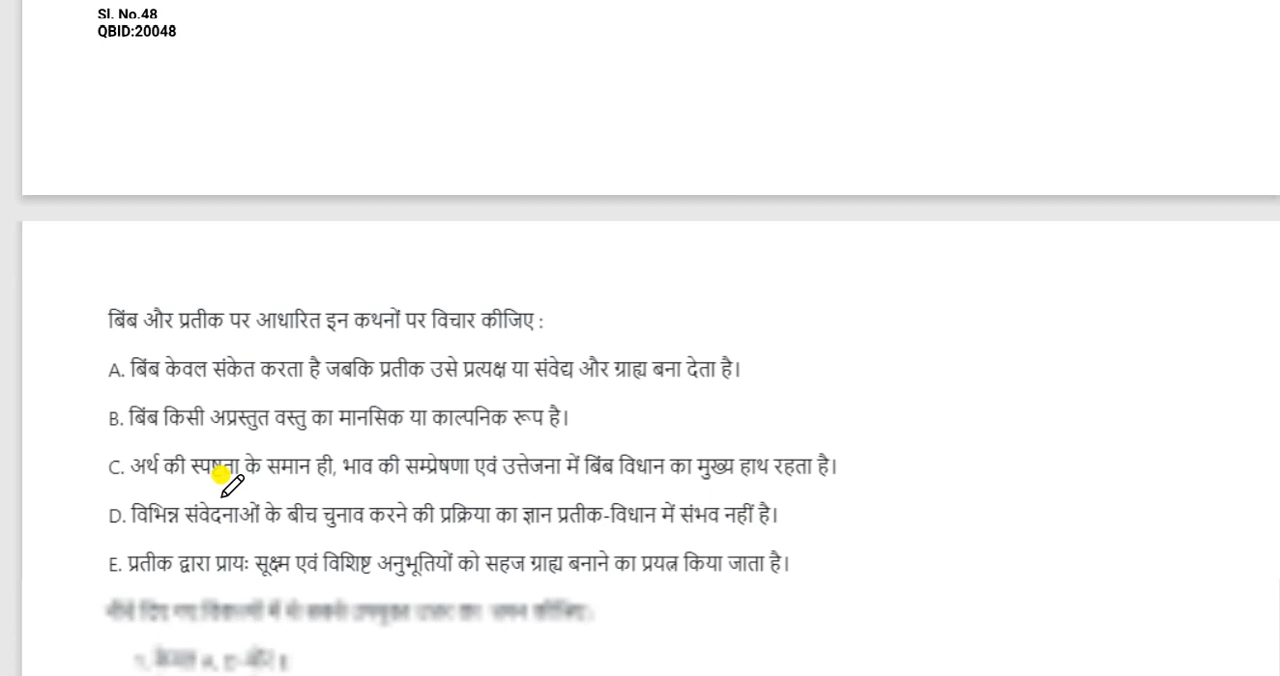 Sl. No.48
QBID:20048
बिंब और प्रतीक पर आधारित इन कथनों पर विचार कीजिए :
A. बिंब केवल संकेत करता है जबकि प्रतीक उसे प्रत्यक्ष या संवेद्य और ग्राह्य बना देता है।
B. बिंब किसी अप्रस्तुत वस्तु का मानसिक या काल्पनिक रूप है।
C. अर्थ की स्पष्टता के समान ही, भाव की सम्प्रेषणा एवं उत्तेजना में बिंब विधान का मुख्य हाथ रहता है।
D. विभिन्न संवेदनाओं के बीच चुनाव करने की प्रक्रिया का ज्ञान प्रतीक-विधान में संभव नहीं है।
E. प्रतीक द्वारा प्रायः सूक्ष्म एवं विशिष्ट अनुभूतियों को सहज ग्राह्य बनाने का प्रयत्न किया जाता है।